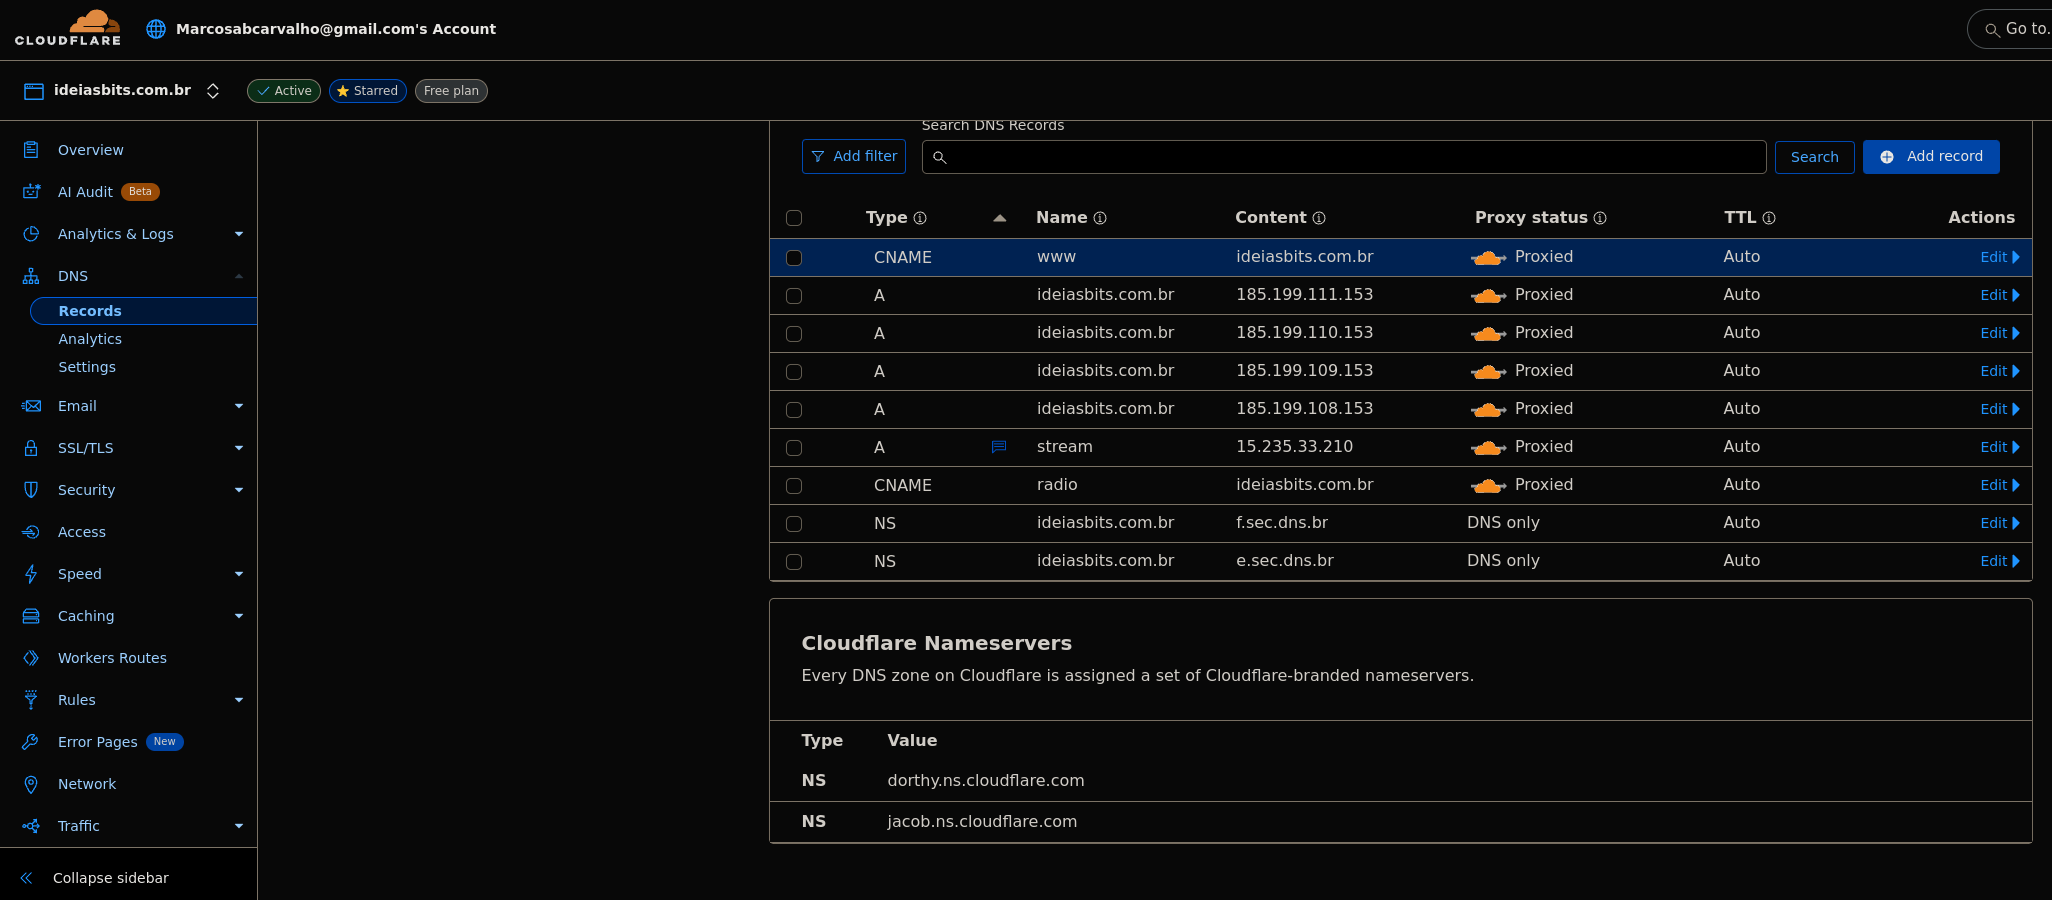 CLOUDFLARE
Marcosabcarvalho@gmail.com's Account
Go to.
ideiasbits.com.br
Active
Starred
Free plan
Overview
AI Audit Beta
Analytics & Logs
DNS
Records
Analytics
Settings
Email
SSL/TLS
Security
Access
Speed
Caching
Workers Routes
Rules
Error Pages New
Network
Traffic
Collapse sidebar
Search DNS Records
Add filter
Search
Add record
Type Name Content Proxy status TTL Actions
CNAME www ideiasbits.com.br Proxied Auto Edit
A ideiasbits.com.br 185.199.111.153 Proxied Auto Edit
A ideiasbits.com.br 185.199.110.153 Proxied Auto Edit
A ideiasbits.com.br 185.199.109.153 Proxied Auto Edit
A ideiasbits.com.br 185.199.108.153 Proxied Auto Edit
A stream 15.235.33.210 Proxied Auto Edit
CNAME radio ideiasbits.com.br Proxied Auto Edit
NS ideiasbits.com.br f.sec.dns.br DNS only Auto Edit
NS ideiasbits.com.br e.sec.dns.br DNS only Auto Edit
Cloudflare Nameservers
Every DNS zone on Cloudflare is assigned a set of Cloudflare-branded nameservers.
Type Value
NS dorthy.ns.cloudflare.com
NS jacob.ns.cloudflare.com